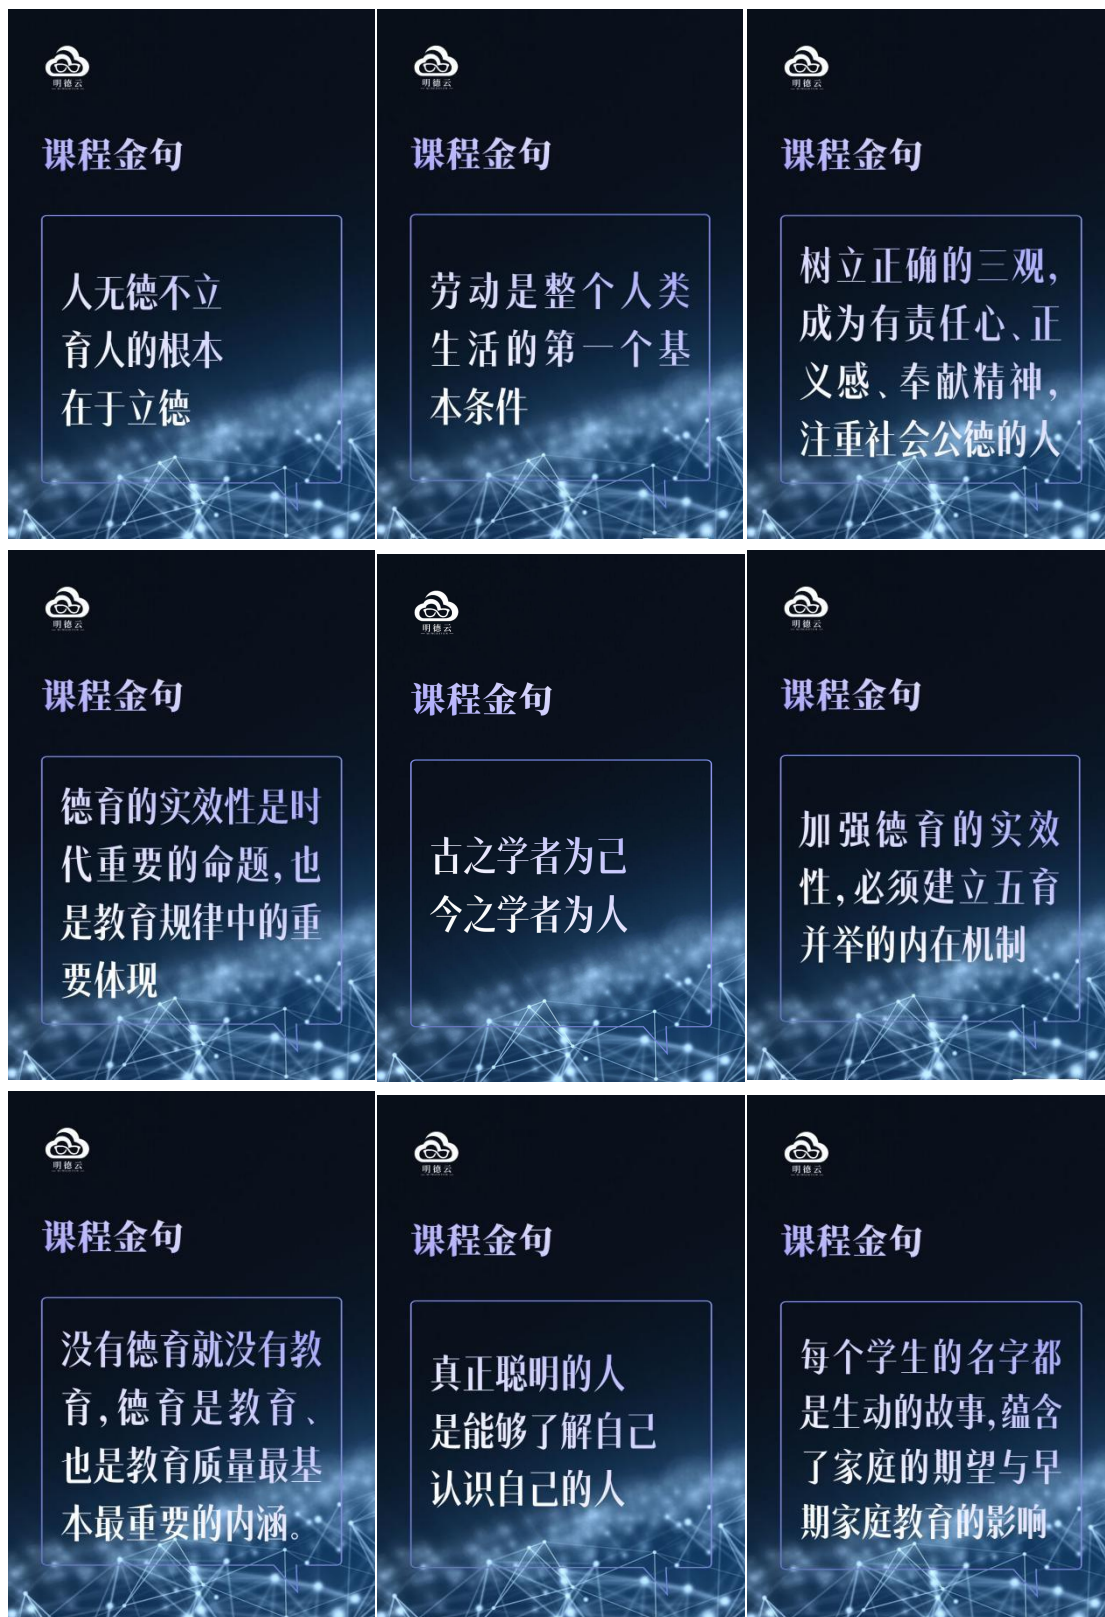 明德云
课程金句
人无德不立
育人的根本
在于立德
明德云
课程金句
劳动是整个人类
生活的第一个基
本条件
明德云
课程金句
树立正确的三观，
成为有责任心、正
义感、奉献精神，
注重社会公德的人
明德云
课程金句
德育的实效性是时
代重要的命题，也
是教育规律中的重
要体现
明德云
课程金句
古之学者为己
今之学者为人
明德云
课程金句
加强德育的实效
性，必须建立五育
并举的内在机制
明德云
课程金句
没有德育就没有教
育，德育是教育、
也是教育质量最基
本最重要的内涵。
明德云
课程金句
真正聪明的人
是能够了解自己
认识自己的人
明德云
课程金句
每个学生的名字都
是生动的故事，蕴含
了家庭的期望与早
期家庭教育的影响